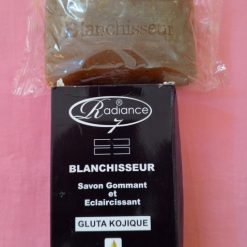 Blanchisseur
Radiance ®
7
BLANCHISSEUR
Savon Gommant
et
Eclaircissant
GLUTA KOJIQUE